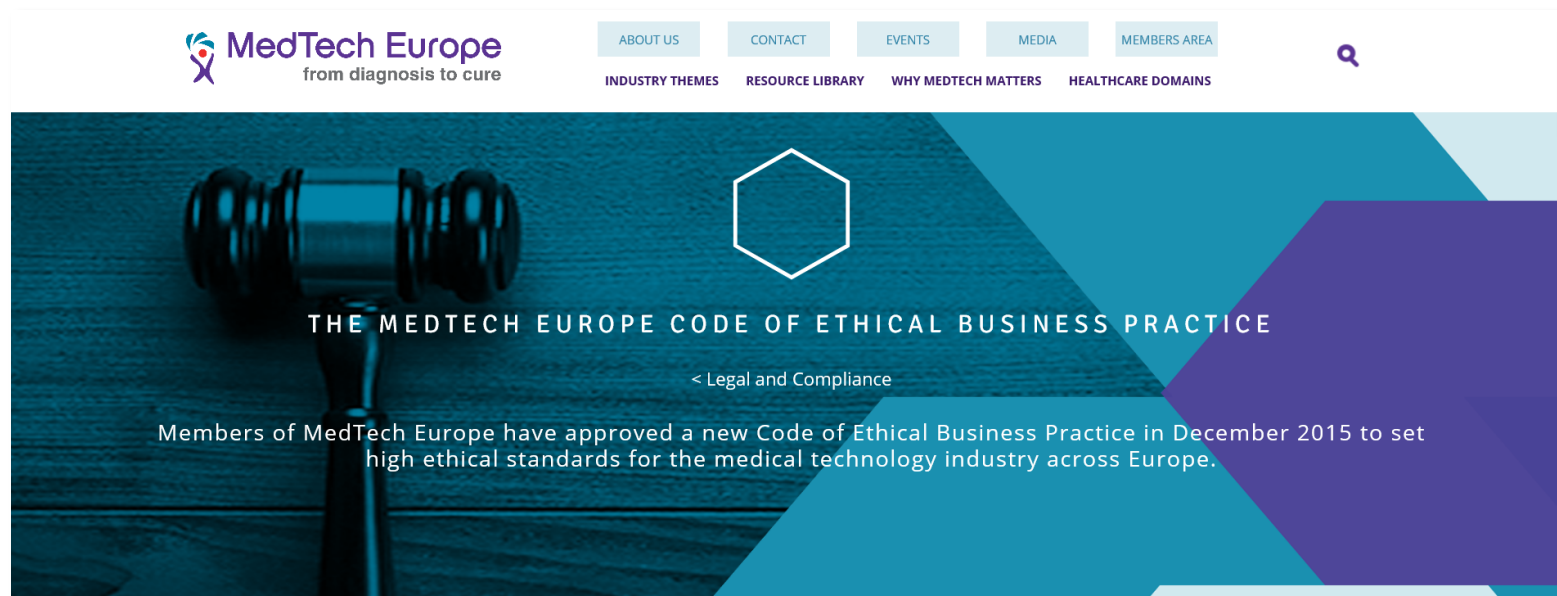 MedTech Europe
from diagnosis to cure
ABOUT US
CONTACT
EVENTS
MEDIA
MEMBERS AREA
INDUSTRY THEMES
RESOURCE LIBRARY
WHY MEDTECH MATTERS
HEALTHCARE DOMAINS
THE MEDTECH EUROPE CODE OF ETHICAL BUSINESS PRACTICE
< Legal and Compliance
Members of MedTech Europe have approved a new Code of Ethical Business Practice in December 2015 to set
high ethical standards for the medical technology industry across Europe.